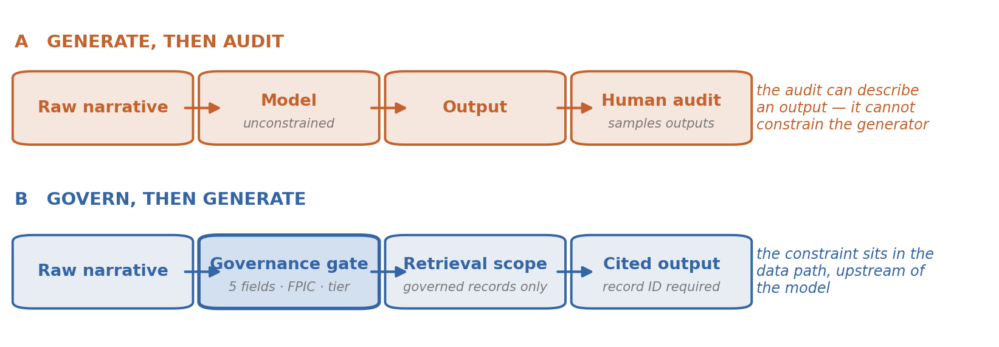 A GENERATE, THEN AUDIT
Raw narrative
Model
unconstrained
Output
Human audit
samples outputs
the audit can describe
an output — it cannot
constrain the generator
B GOVERN, THEN GENERATE
Raw narrative
Governance gate
5 fields · FPIC · tier
Retrieval scope
governed records only
Cited output
record ID required
the constraint sits in the
data path, upstream of
the model